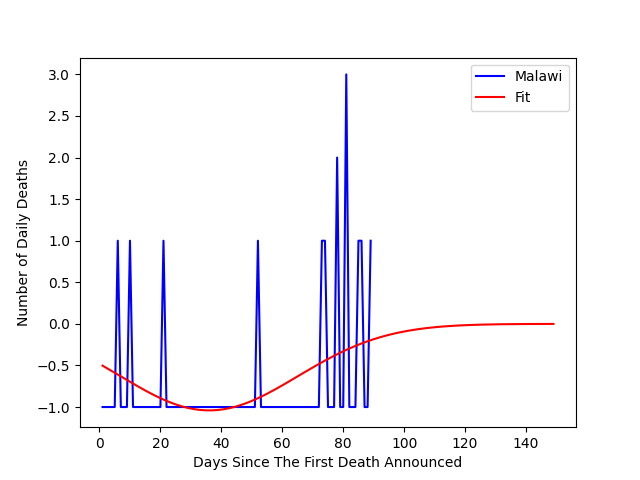 Malawi
Fit
3.0
2.5
2.0
1.5
1.0
0.5
0.0
−0.5
−1.0
Number of Daily Deaths
0 20 40 60 80 100 120 140
Days Since The First Death Announced